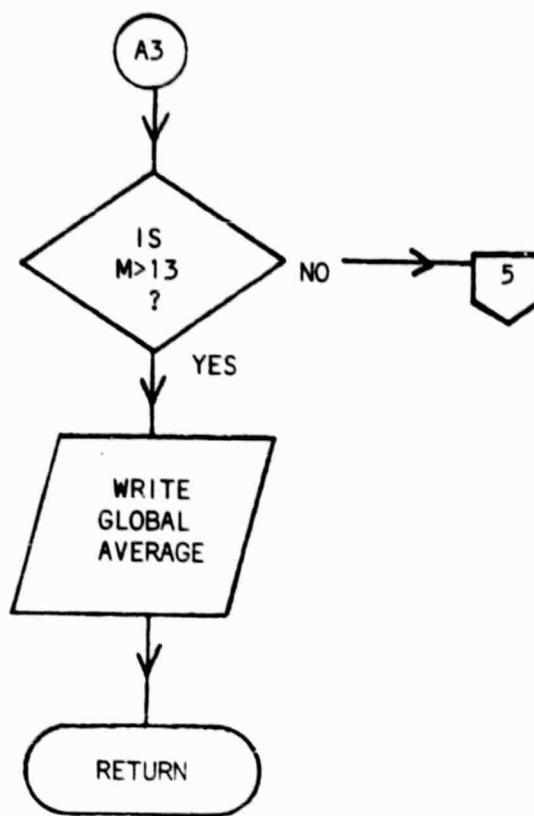 A3
IS
M>13
?
NO
5
YES
WRITE
GLOBAL
AVERAGE
RETURN